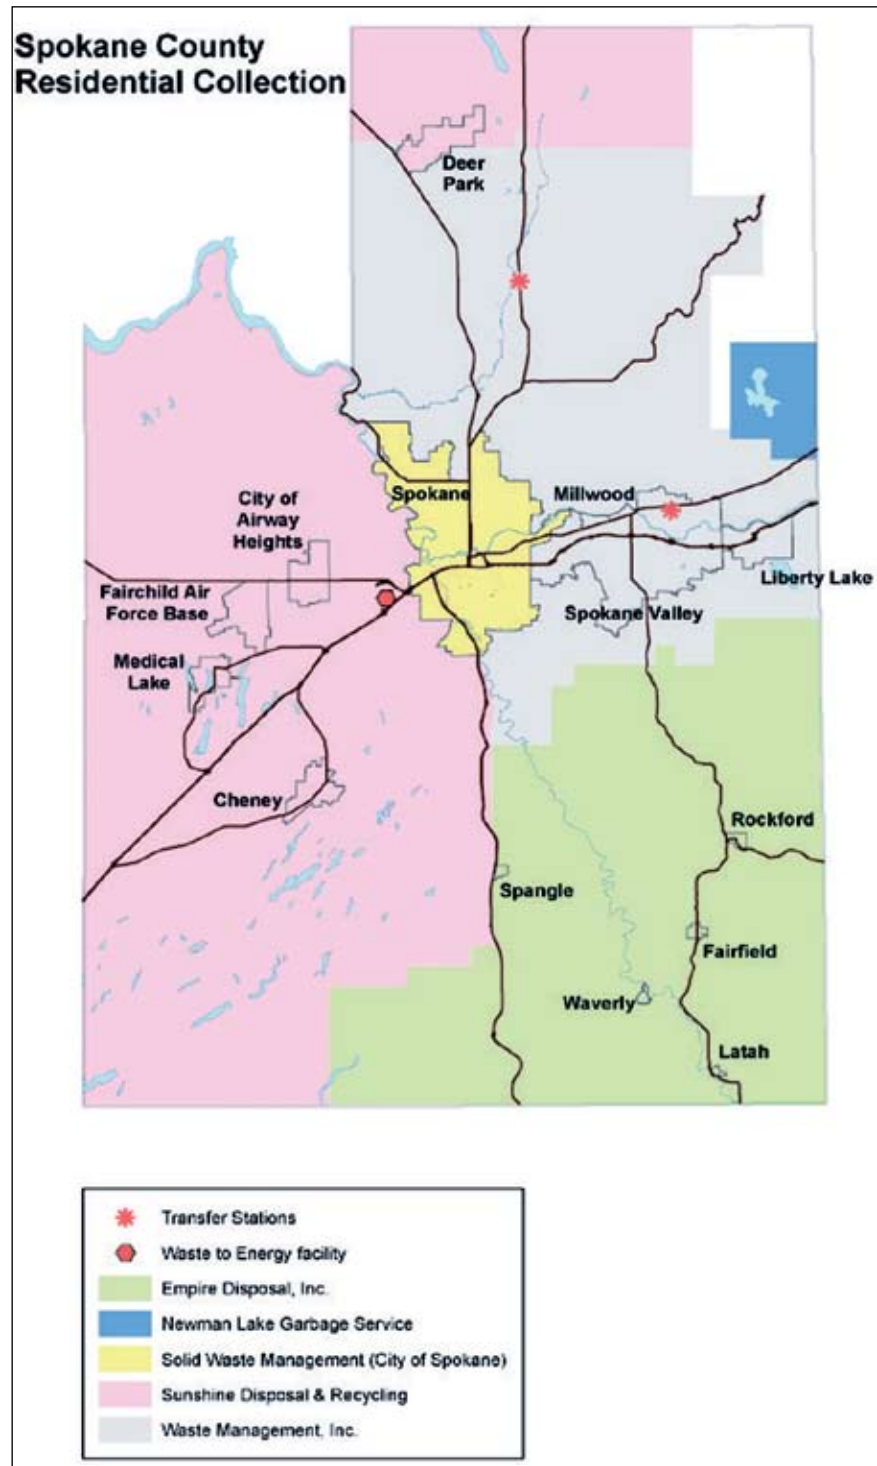 Spokane County
Residential Collection
Deer
Park
Spokane
Millwood
City of
Airway
Heights
Liberty Lake
Fairchild Air
Force Base
Spokane Valley
Medical
Lake
Cheney
Rockford
Spangle
Fairfield
Waverly
Latah
Transfer Stations
Waste to Energy facility
Empire Disposal, Inc.
Newman Lake Garbage Service
Solid Waste Management (City of Spokane)
Sunshine Disposal & Recycling
Waste Management, Inc.